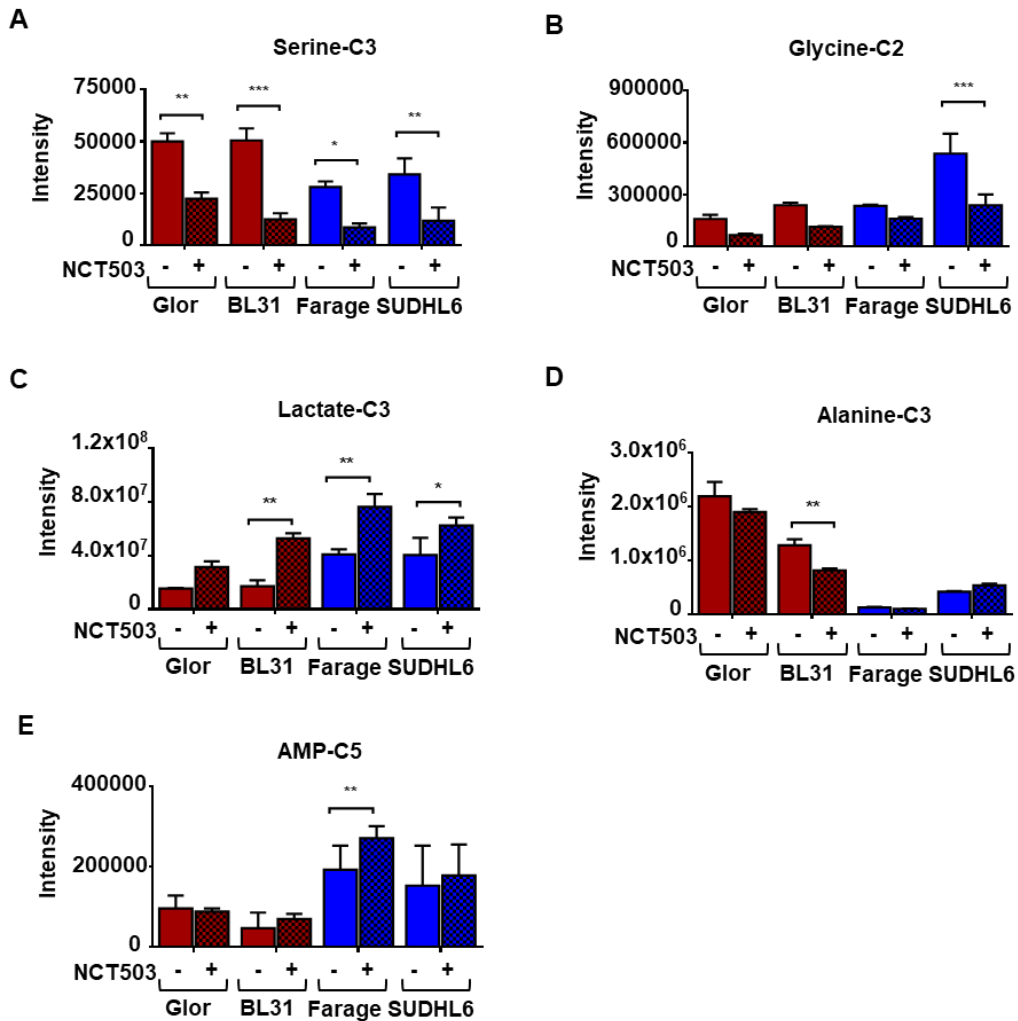 A
Serine-C3
Intensity
75000
50000
25000
0
** *** * **
NCT503 - + - + - + - +
Glor BL31 Farage SUDHL6
B
Glycine-C2
Intensity
900000
600000
300000
0
***
NCT503 - + - + - + - +
Glor BL31 Farage SUDHL6
C
Lactate-C3
Intensity
1.2x10⁸
8.0x10⁷
4.0x10⁷
0
** ** *
NCT503 - + - + - + - +
Glor BL31 Farage SUDHL6
D
Alanine-C3
Intensity
3.0x10⁶
2.0x10⁶
1.0x10⁶
0
**
NCT503 - + - + - + - +
Glor BL31 Farage SUDHL6
E
AMP-C5
Intensity
400000
200000
0
**
NCT503 - + - + - + - +
Glor BL31 Farage SUDHL6